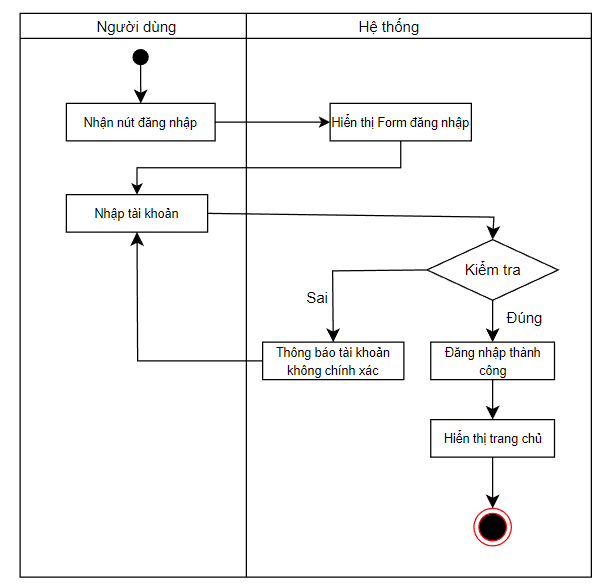 Người dùng
Hệ thống
Nhận nút đăng nhập
Hiển thị Form đăng nhập
Nhập tài khoản
Kiểm tra
Sai
Đúng
Thông báo tài khoản
không chính xác
Đăng nhập thành
công
Hiển thị trang chủ